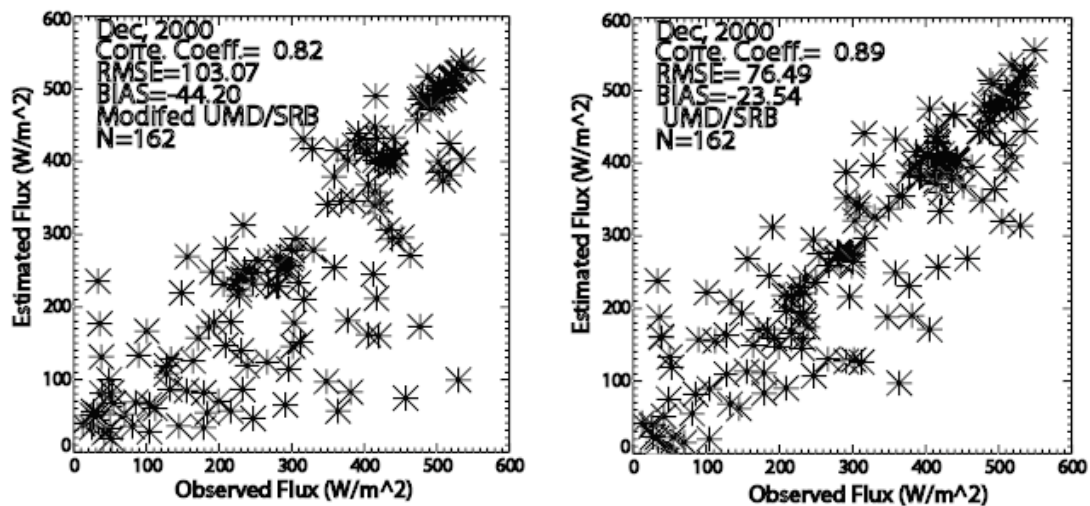 Dec, 2000
Corre. Coeff.= 0.82
RMSE=103.07
BIAS=-44.20
Modifed UMD/SRB
N=162
600
500
400
300
200
100
0
Estimated Flux (W/m^2)
0 100 200 300 400 500 600
Observed Flux (W/m^2)
Dec, 2000
Corre. Coeff.= 0.89
RMSE= 76.49
BIAS=-23.54
UMD/SRB
N=162
600
500
400
300
200
100
0
Estimated Flux (W/m^2)
0 100 200 300 400 500 600
Observed Flux (W/m^2)